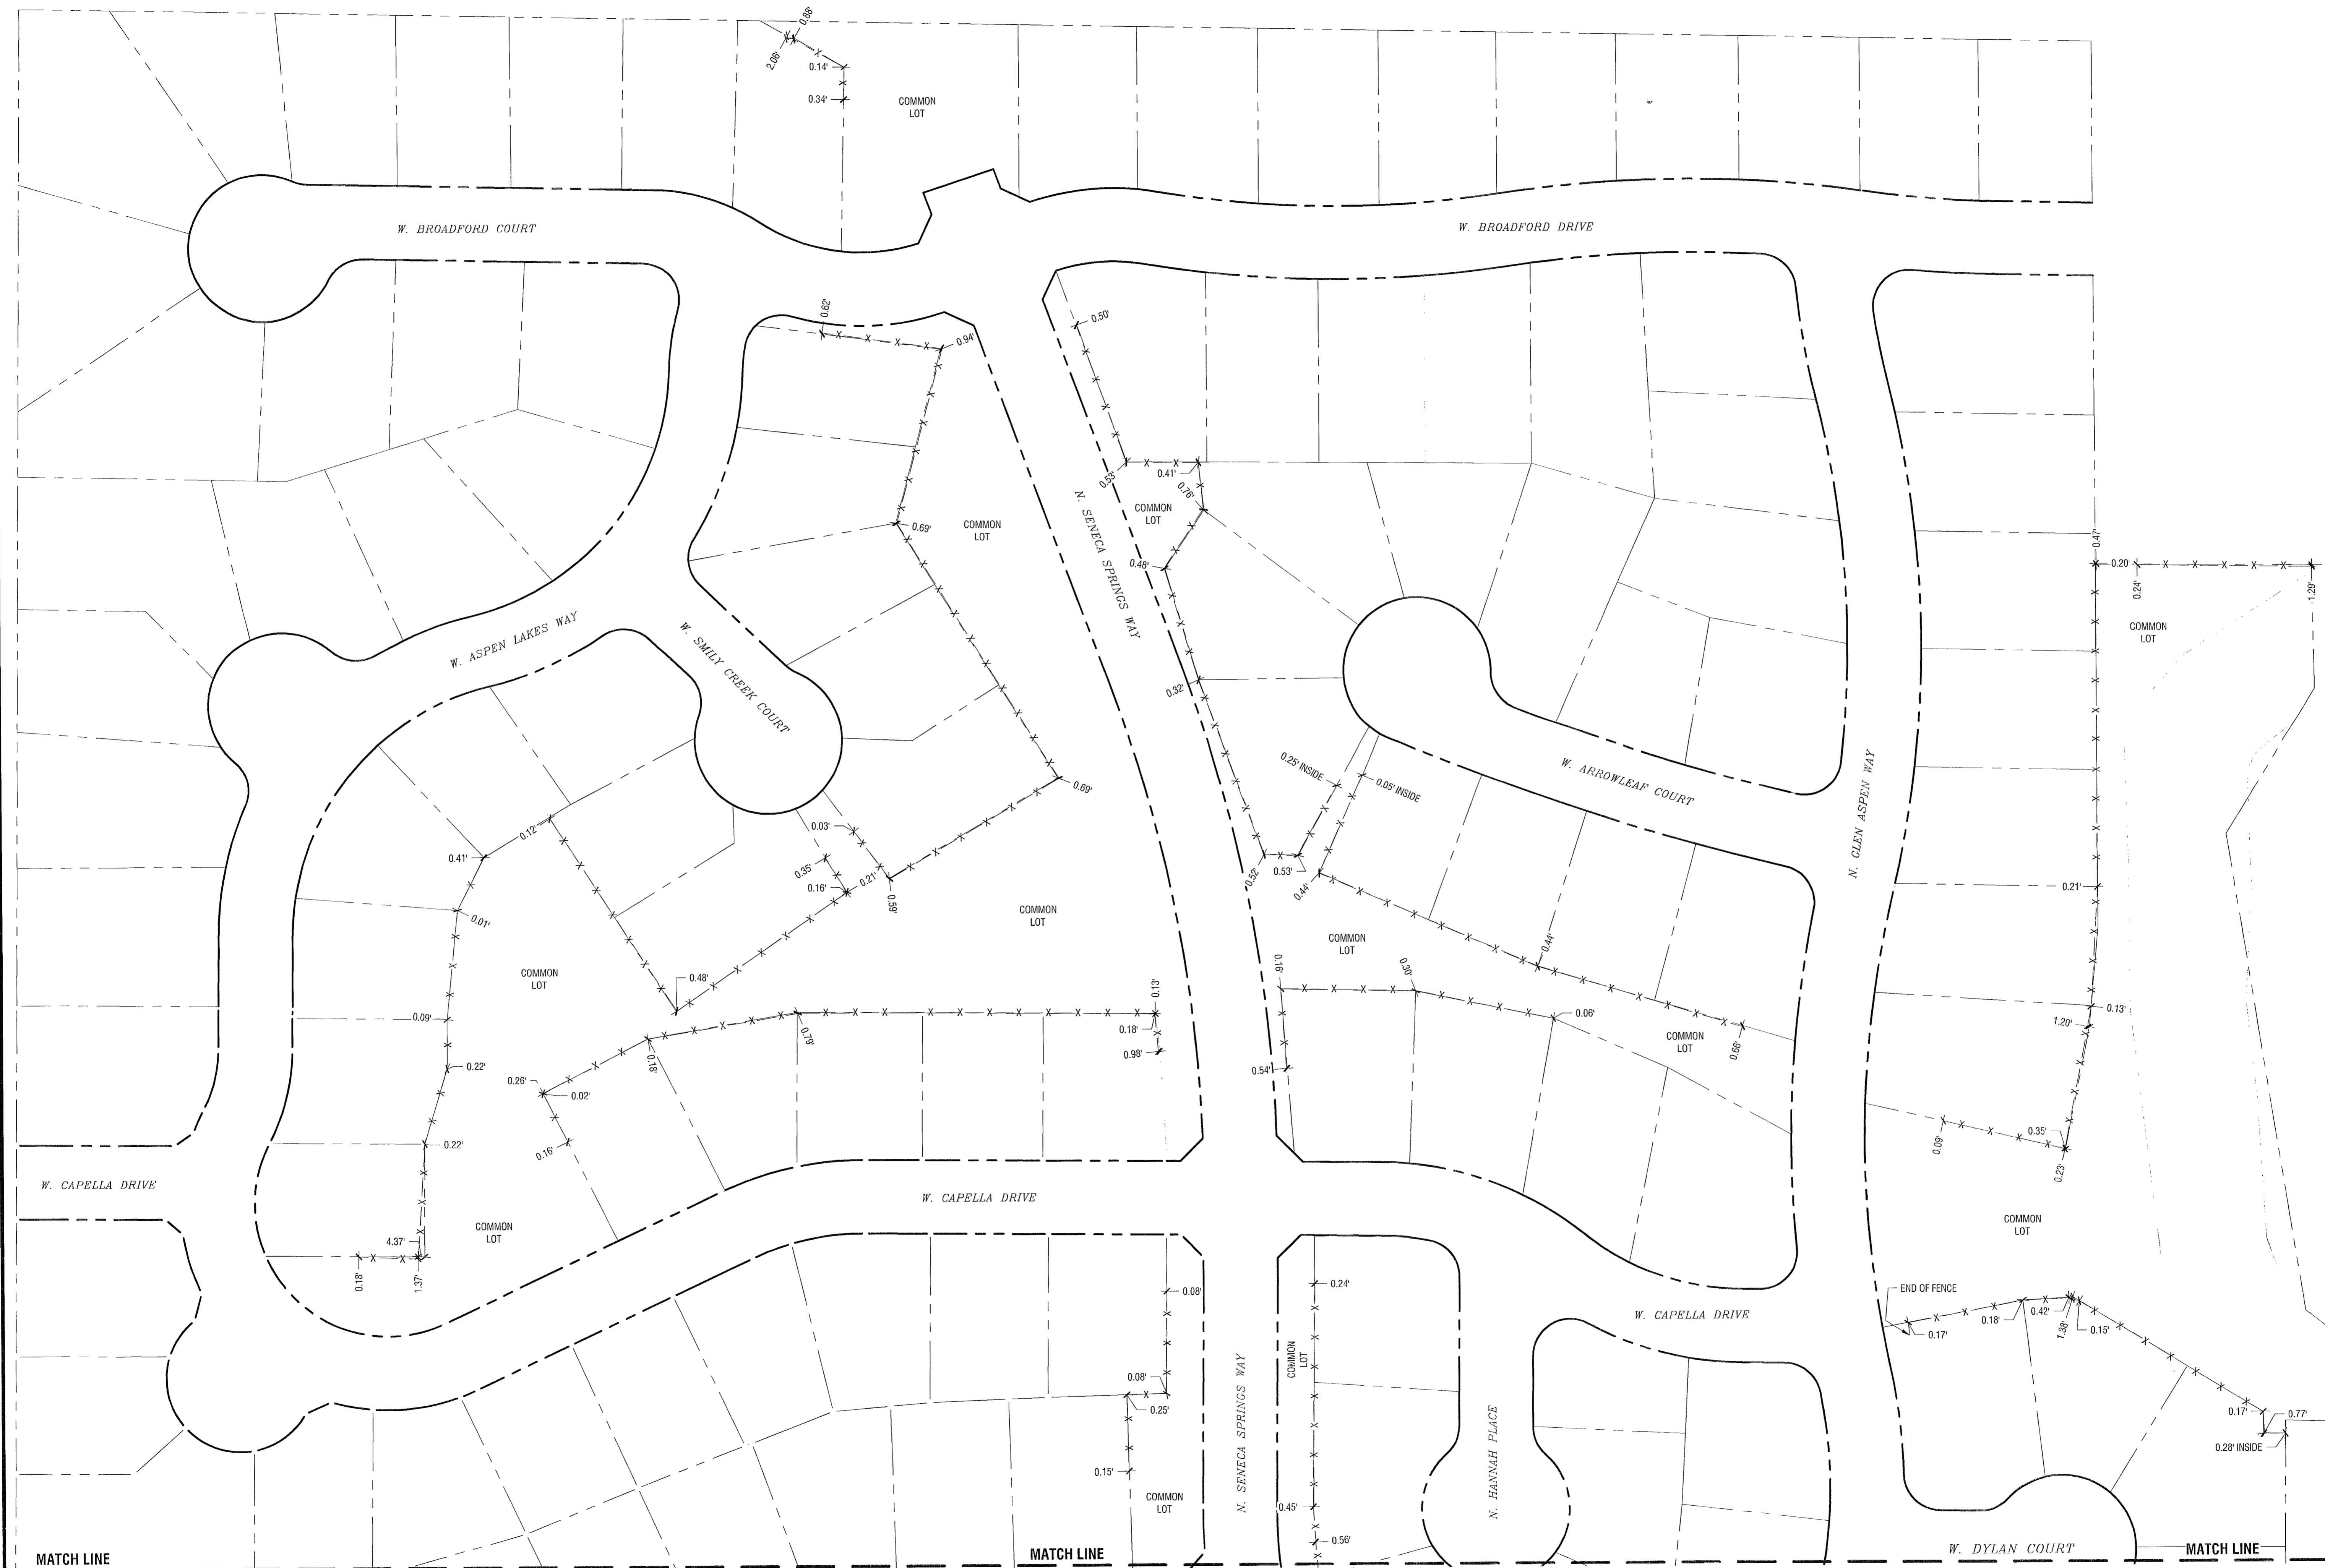 0.88'
2.06'
0.14'
0.34'
COMMON
LOT
W. BROADFORD COURT
W. BROADFORD DRIVE
0.62'
0.94'
0.50'
0.53'
0.41'
0.76'
COMMON
LOT
0.69'
COMMON
LOT
N. SENECA SPRINGS WAY
0.48'
0.47'
0.20'
0.24'
1.29'
COMMON
LOT
W. ASPEN LAKES WAY
W. SMILY CREEK COURT
0.32'
0.25' INSIDE
0.05' INSIDE
W. ARROWLEAF COURT
N. GLEN ASPEN WAY
0.69'
0.12'
0.41'
0.03'
0.35'
0.16'
0.21'
0.59'
0.52'
0.53'
0.44'
0.21'
0.01'
COMMON
LOT
COMMON
LOT
0.44'
COMMON
LOT
0.48'
0.13'
0.16'
0.30'
0.09'
0.79'
0.18'
0.98'
0.06'
COMMON
LOT
0.66'
0.13'
1.20'
0.18'
0.22'
0.54'
0.26'
0.02'
0.16'
0.22'
0.09'
0.35'
0.23'
W. CAPELLA DRIVE
W. CAPELLA DRIVE
COMMON
LOT
COMMON
LOT
4.37'
0.18'
1.37'
0.08'
0.24'
END OF FENCE
0.17'
0.18'
0.42'
1.38'
0.15'
W. CAPELLA DRIVE
COMMON
LOT
0.08'
0.25'
N. SENECA SPRINGS WAY
N. HANNAH PLACE
0.17'
0.77'
0.28' INSIDE
0.15'
COMMON
LOT
0.45'
0.56'
MATCH LINE
MATCH LINE
W. DYLAN COURT
MATCH LINE